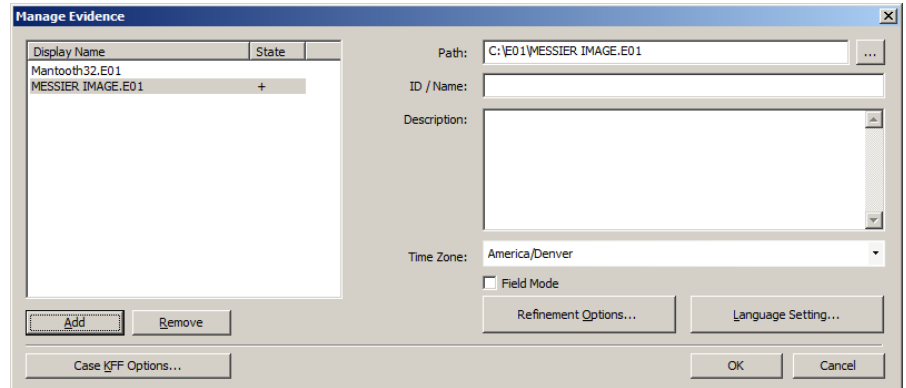 Manage Evidence
Display Name State
Mantooth32.E01
MESSIER IMAGE.E01 +
Add Remove
Case KFF Options...
Path: C:\E01\MESSIER IMAGE.E01 ...
ID / Name:
Description:
Time Zone: America/Denver
Field Mode
Refinement Options... Language Setting...
OK Cancel